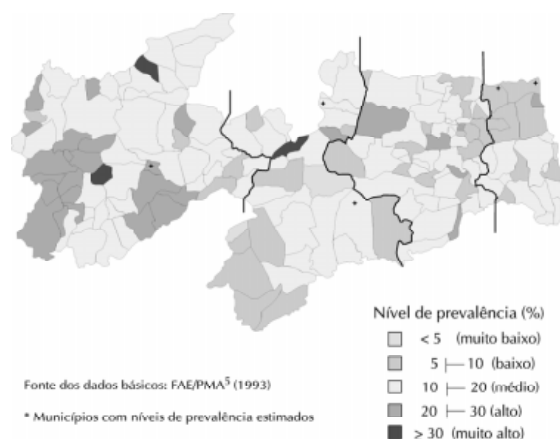 Nível de prevalência (%)
< 5 (muito baixo)
5 ├─ 10 (baixo)
10 ├─ 20 (médio)
20 ├─ 30 (alto)
> 30 (muito alto)
Fonte dos dados básicos: FAE/PMA⁵ (1993)
* Municípios com níveis de prevalência estimados